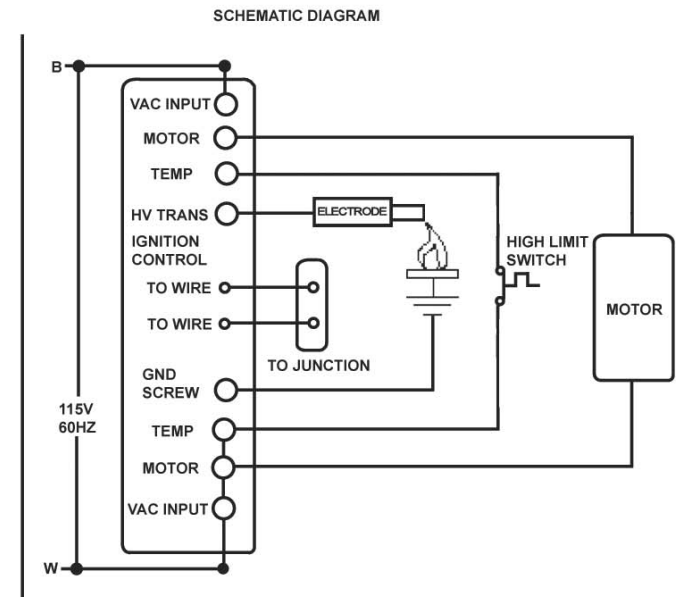 SCHEMATIC DIAGRAM
B
VAC INPUT
MOTOR
TEMP
HV TRANS
ELECTRODE
IGNITION
CONTROL
HIGH LIMIT
SWITCH
TO WIRE
MOTOR
TO WIRE
TO JUNCTION
GND
SCREW
115V
60HZ
TEMP
MOTOR
VAC INPUT
W